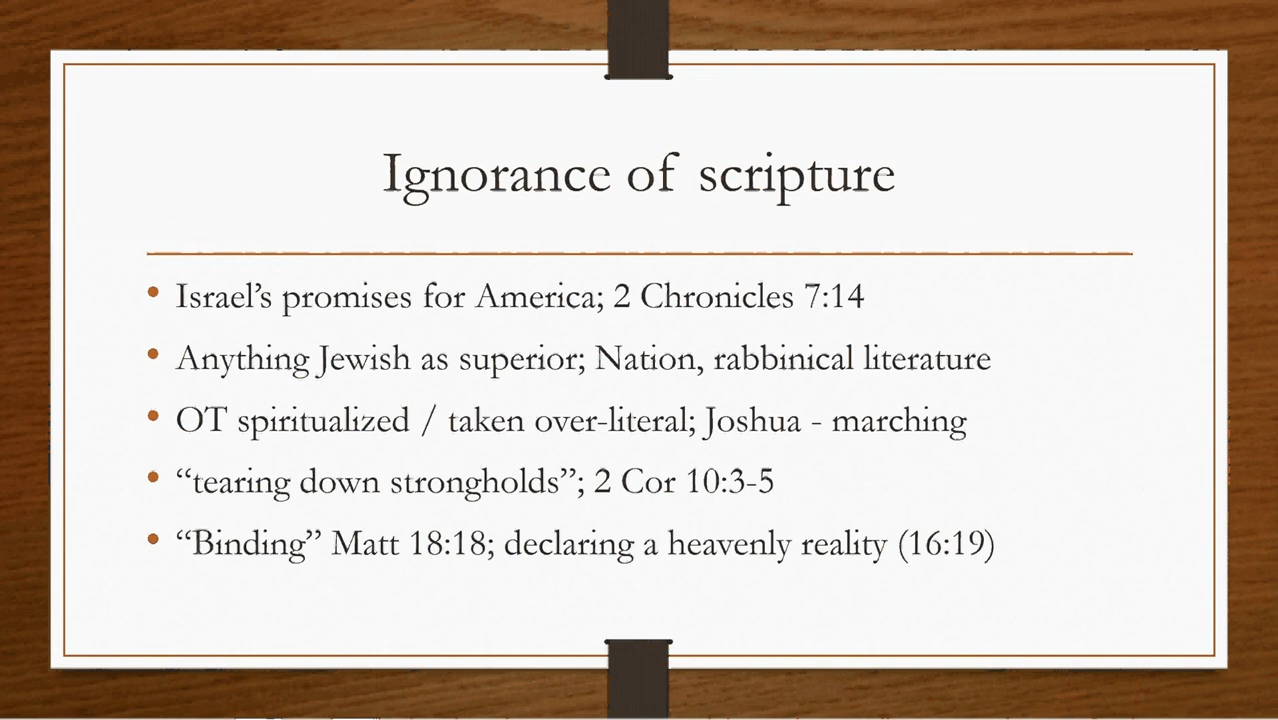 Ignorance of scripture
• Israel’s promises for America; 2 Chronicles 7:14
• Anything Jewish as superior; Nation, rabbinical literature
• OT spiritualized / taken over-literal; Joshua - marching
• “tearing down strongholds”; 2 Cor 10:3-5
• “Binding” Matt 18:18; declaring a heavenly reality (16:19)